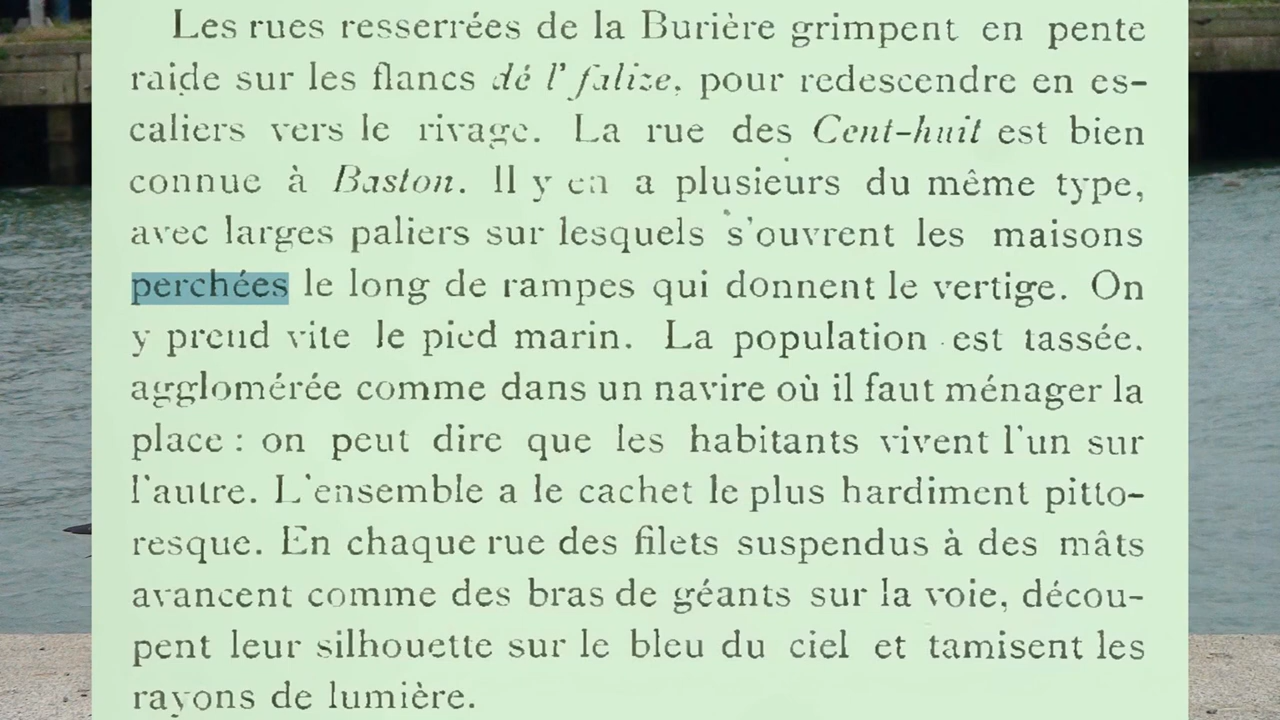 Les rues resserrées de la Burière grimpent en pente
raide sur les flancs dé l'falize, pour redescendre en es-
caliers vers le rivage. La rue des Cent-huit est bien
connue à Baston. Il y en a plusieurs du même type,
avec larges paliers sur lesquels s'ouvrent les maisons
perchées le long de rampes qui donnent le vertige. On
y prend vite le pied marin. La population est tassée,
agglomérée comme dans un navire où il faut ménager la
place : on peut dire que les habitants vivent l'un sur
l'autre. L'ensemble a le cachet le plus hardiment pitto-
resque. En chaque rue des filets suspendus à des mâts
avancent comme des bras de géants sur la voie, décou-
pent leur silhouette sur le bleu du ciel et tamisent les
rayons de lumière.